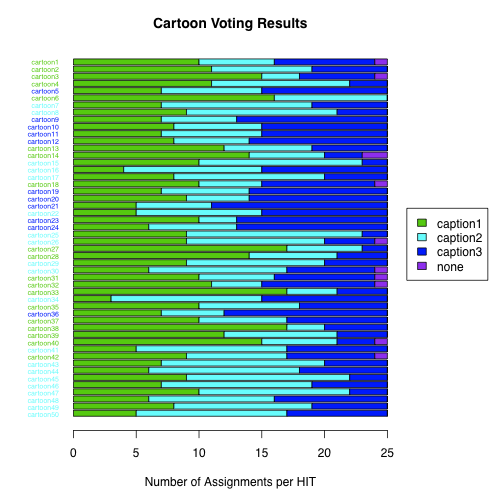 Cartoon Voting Results
cartoon1
cartoon2
cartoon3
cartoon4
cartoon5
cartoon6
cartoon7
cartoon8
cartoon9
cartoon10
cartoon11
cartoon12
cartoon13
cartoon14
cartoon15
cartoon16
cartoon17
cartoon18
cartoon19
cartoon20
cartoon21
cartoon22
cartoon23
cartoon24
cartoon25
cartoon26
cartoon27
cartoon28
cartoon29
cartoon30
cartoon31
cartoon32
cartoon33
cartoon34
cartoon35
cartoon36
cartoon37
cartoon38
cartoon39
cartoon40
cartoon41
cartoon42
cartoon43
cartoon44
cartoon45
cartoon46
cartoon47
cartoon48
cartoon49
cartoon50
caption1
caption2
caption3
none
0 5 10 15 20 25
Number of Assignments per HIT